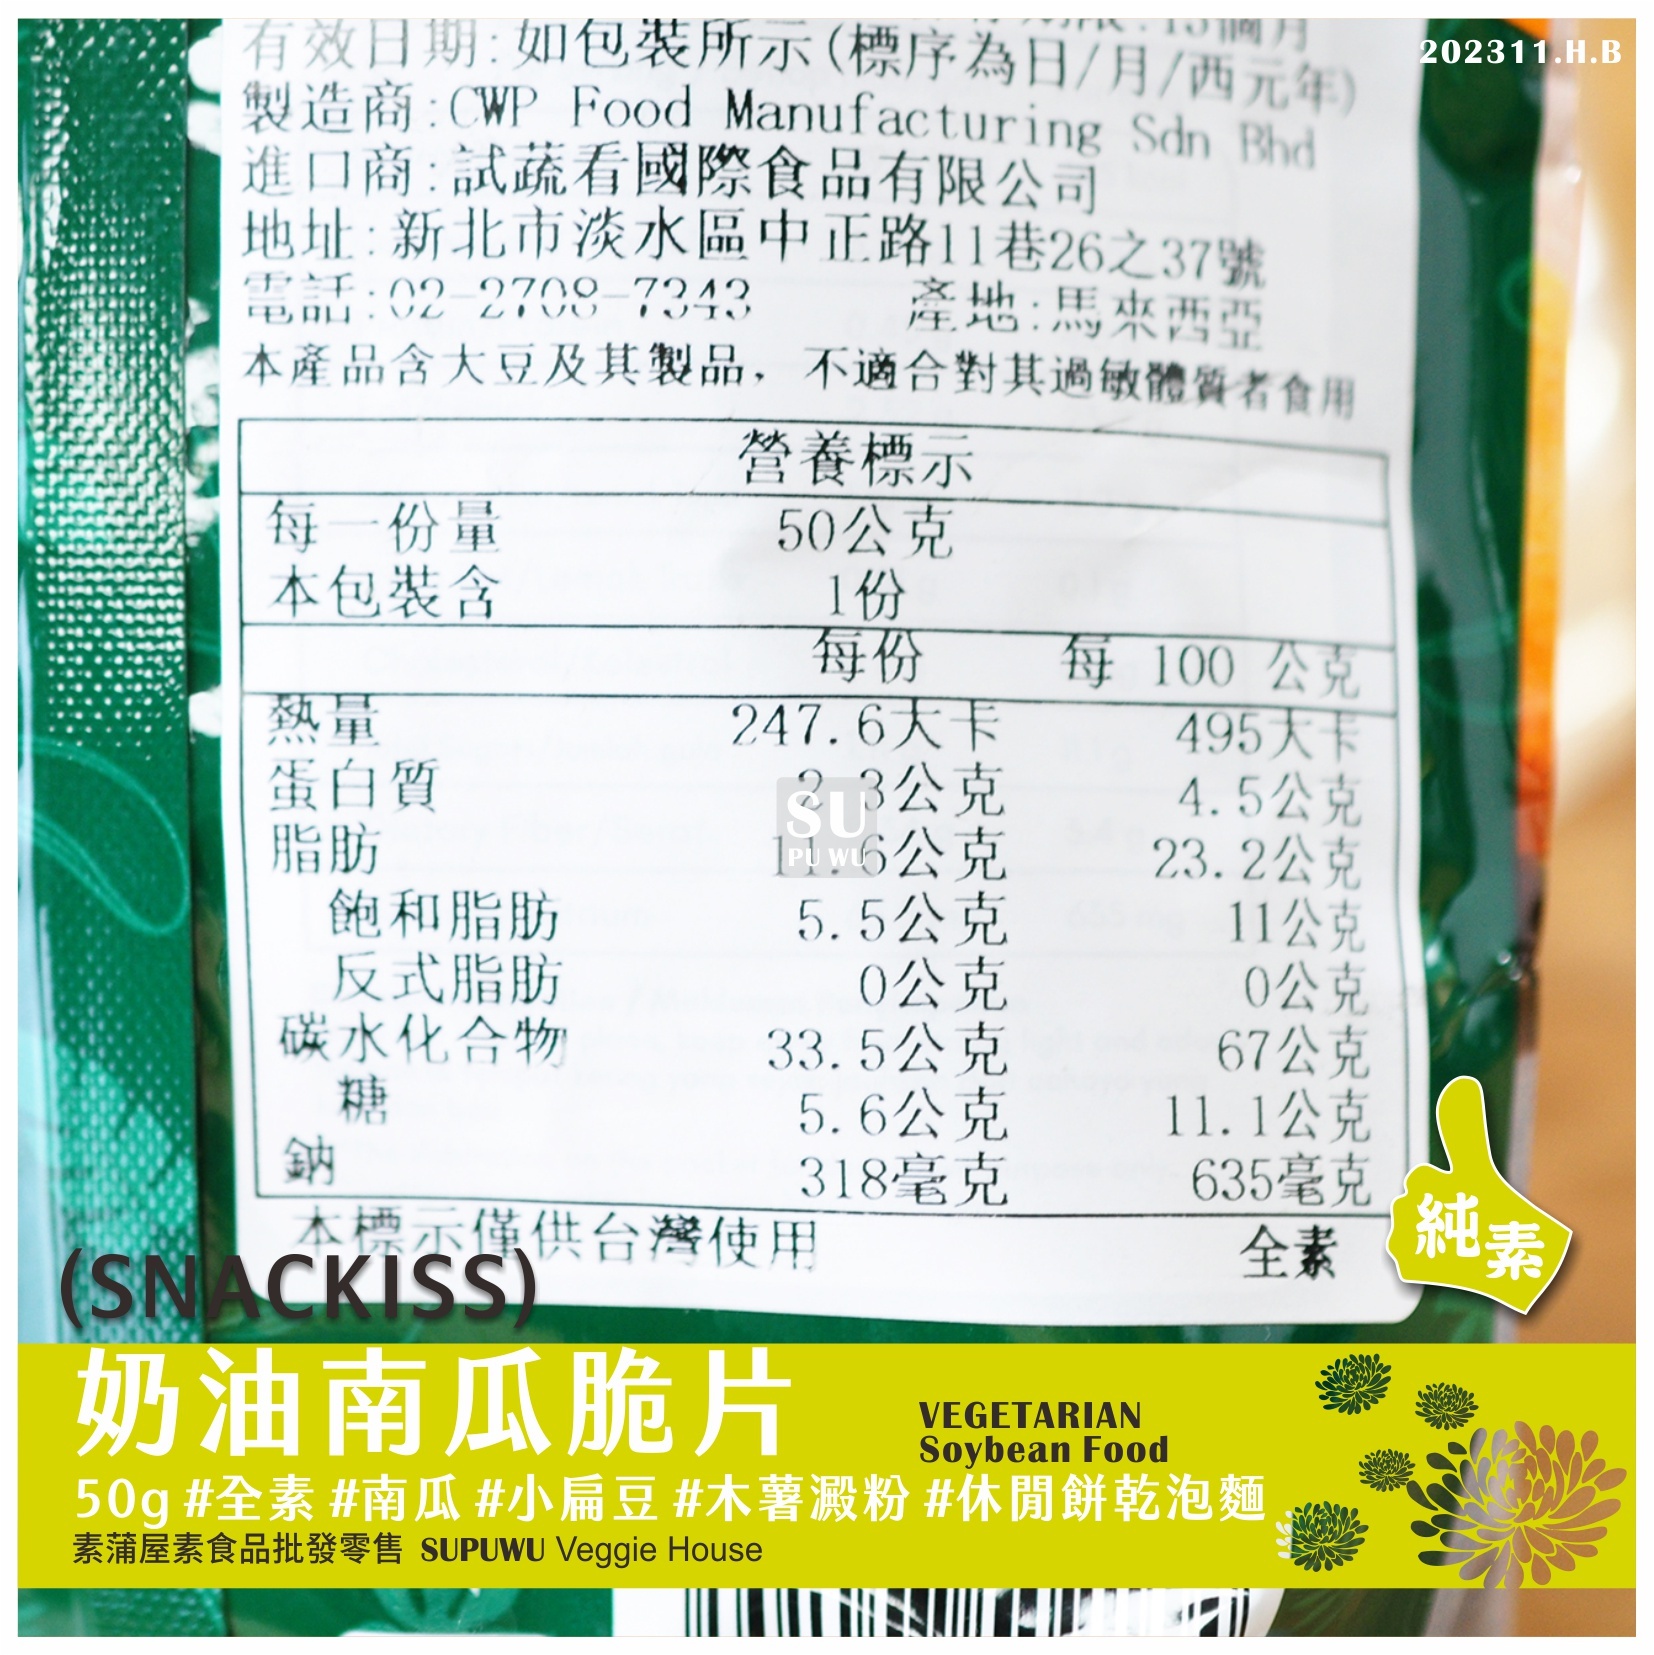 202311.H.B
有效日期:如包裝所示(標序為日/月/西元年)
製造商:CWP Food Manufacturing Sdn Bhd
進口商:試蔬看國際食品有限公司
地址:新北市淡水區中正路11巷26之37號
電話:02-2708-7343 產地:馬來西亞
本產品含大豆及其製品，不適合對其過敏體質者食用
營養標示
每一份量 50公克
本包裝含 1份
每份 每 100 公克
熱量 247.6大卡 495大卡
蛋白質 2.3公克 4.5公克
脂肪 11.6公克 23.2公克
飽和脂肪 5.5公克 11公克
反式脂肪 0公克 0公克
碳水化合物 33.5公克 67公克
糖 5.6公克 11.1公克
鈉 318毫克 635毫克
本標示僅供台灣使用 全素
SU
PU WU
純素
(SNACKISS)
奶油南瓜脆片
VEGETARIAN
Soybean Food
50g #全素 #南瓜 #小扁豆 #木薯澱粉 #休閒餅乾泡麵
素蒲屋素食品批發零售 SUPUWU Veggie House